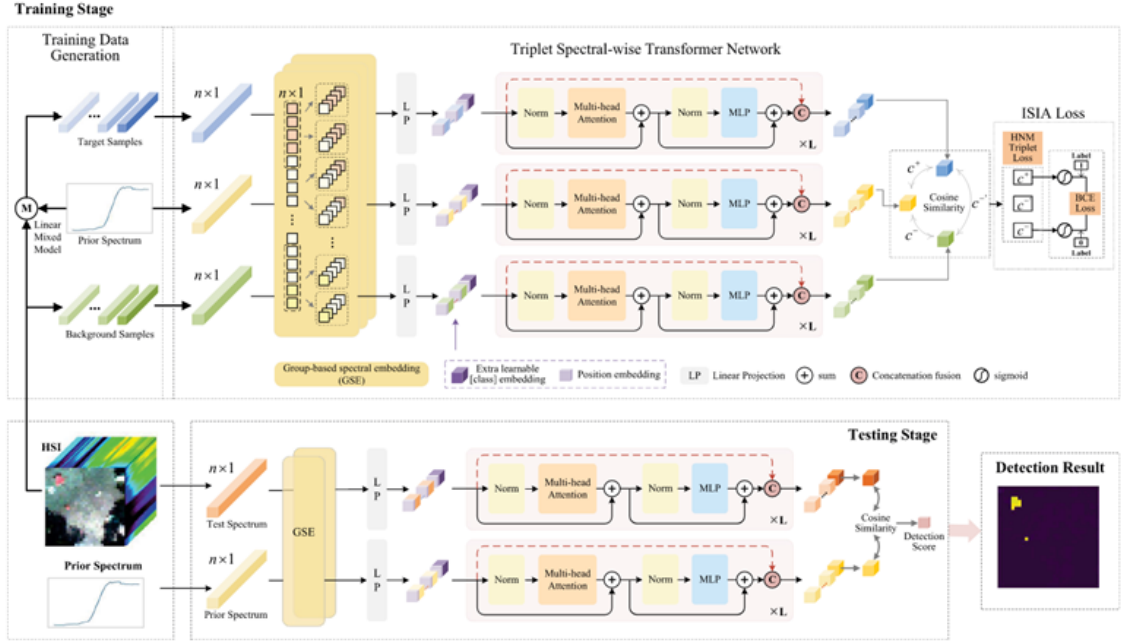 Training Stage
Training Data
Generation
Triplet Spectral-wise Transformer Network
n×1
n×1
Target Samples
L
P
Norm
Multi-head
Attention
Norm
MLP
C
×L
ISIA Loss
HNM
Triplet
Loss
Label
1
c+
c-
c-'
BCE
Loss
0
Label
c+
Cosine
Similarity
c-
c-'
M
Linear
Mixed
Model
Prior Spectrum
n×1
L
P
Norm
Multi-head
Attention
Norm
MLP
C
×L
n×1
Background Samples
L
P
Norm
Multi-head
Attention
Norm
MLP
C
×L
Group-based spectral embedding
(GSE)
Extra learnable
[class] embedding
Position embedding
LP
Linear Projection
sum
C
Concatenation fusion
sigmoid
HSI
Testing Stage
n×1
Test Spectrum
GSE
L
P
Norm
Multi-head
Attention
Norm
MLP
C
×L
Cosine
Similarity
Detection
Score
Detection Result
Prior Spectrum
n×1
Prior Spectrum
L
P
Norm
Multi-head
Attention
Norm
MLP
C
×L